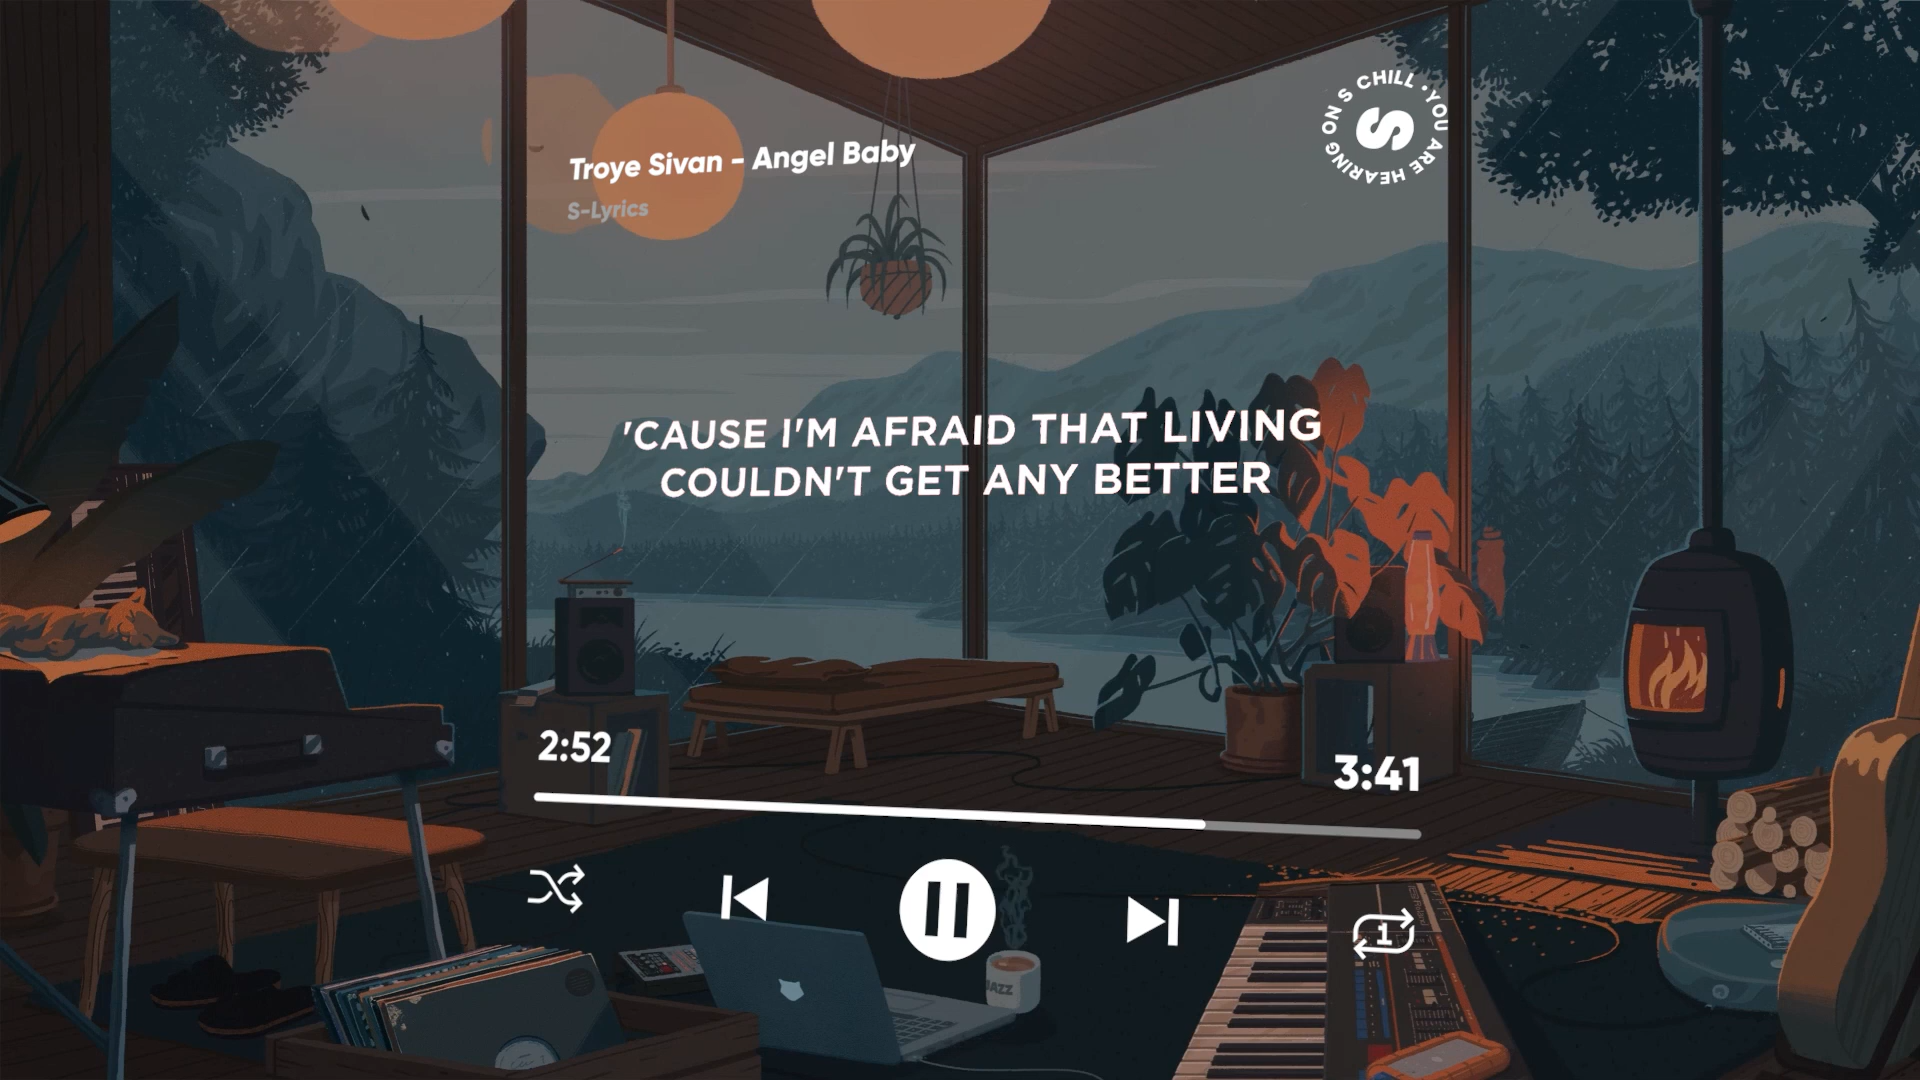 YOU ARE HEARING ON S CHILL •
S
Troye Sivan - Angel Baby
S-Lyrics
'CAUSE I'M AFRAID THAT LIVING
COULDN'T GET ANY BETTER
2:52
3:41
1
JAZZ